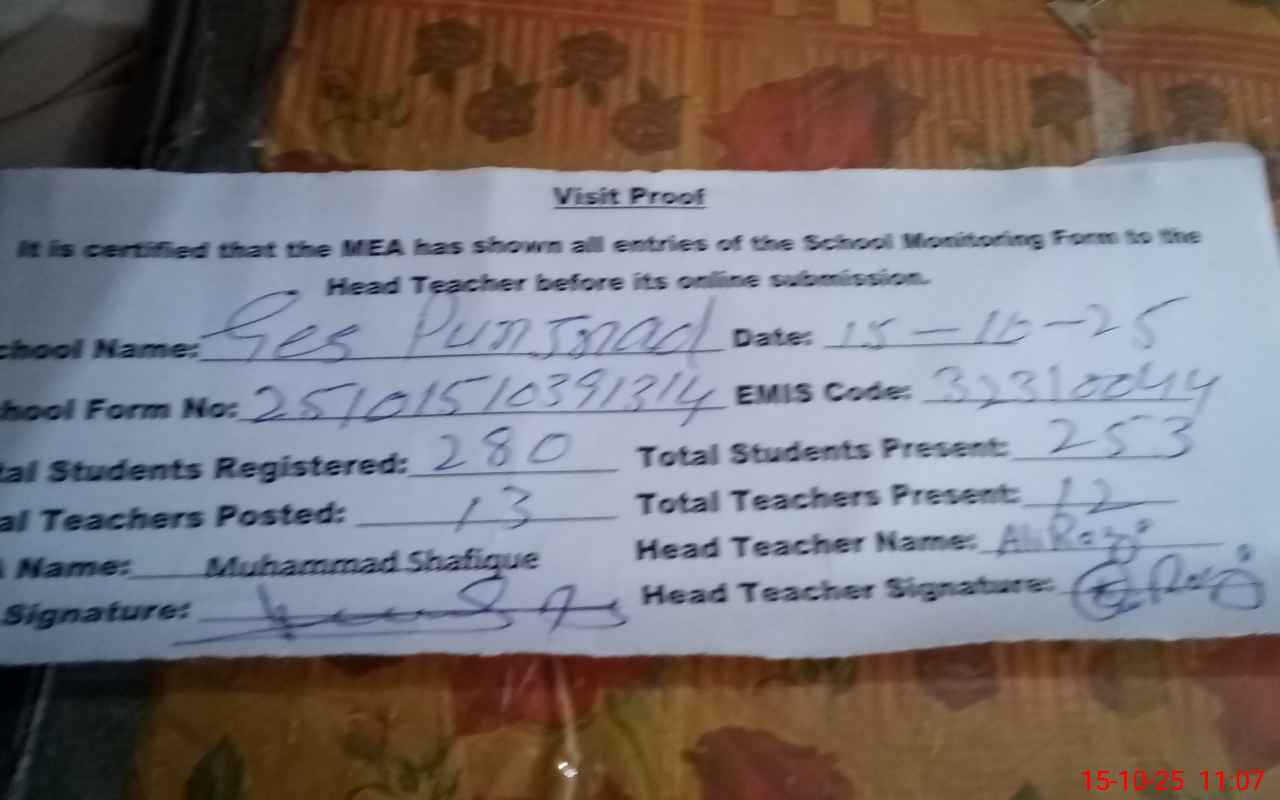 Visit Proof
It is certified that the MEA has shown all entries of the School Monitoring Form to the
Head Teacher before its online submission.
chool Name: Ges Punjnad Date: 15-10-25
hool Form No: 25101510391314 EMIS Code: 32310044
tal Students Registered: 280 Total Students Present: 253
al Teachers Posted: 13 Total Teachers Present: 12
Name: Muhammad Shafique Head Teacher Name: Ali Raza
Signature: Head Teacher Signature:
15-10-25 11:07